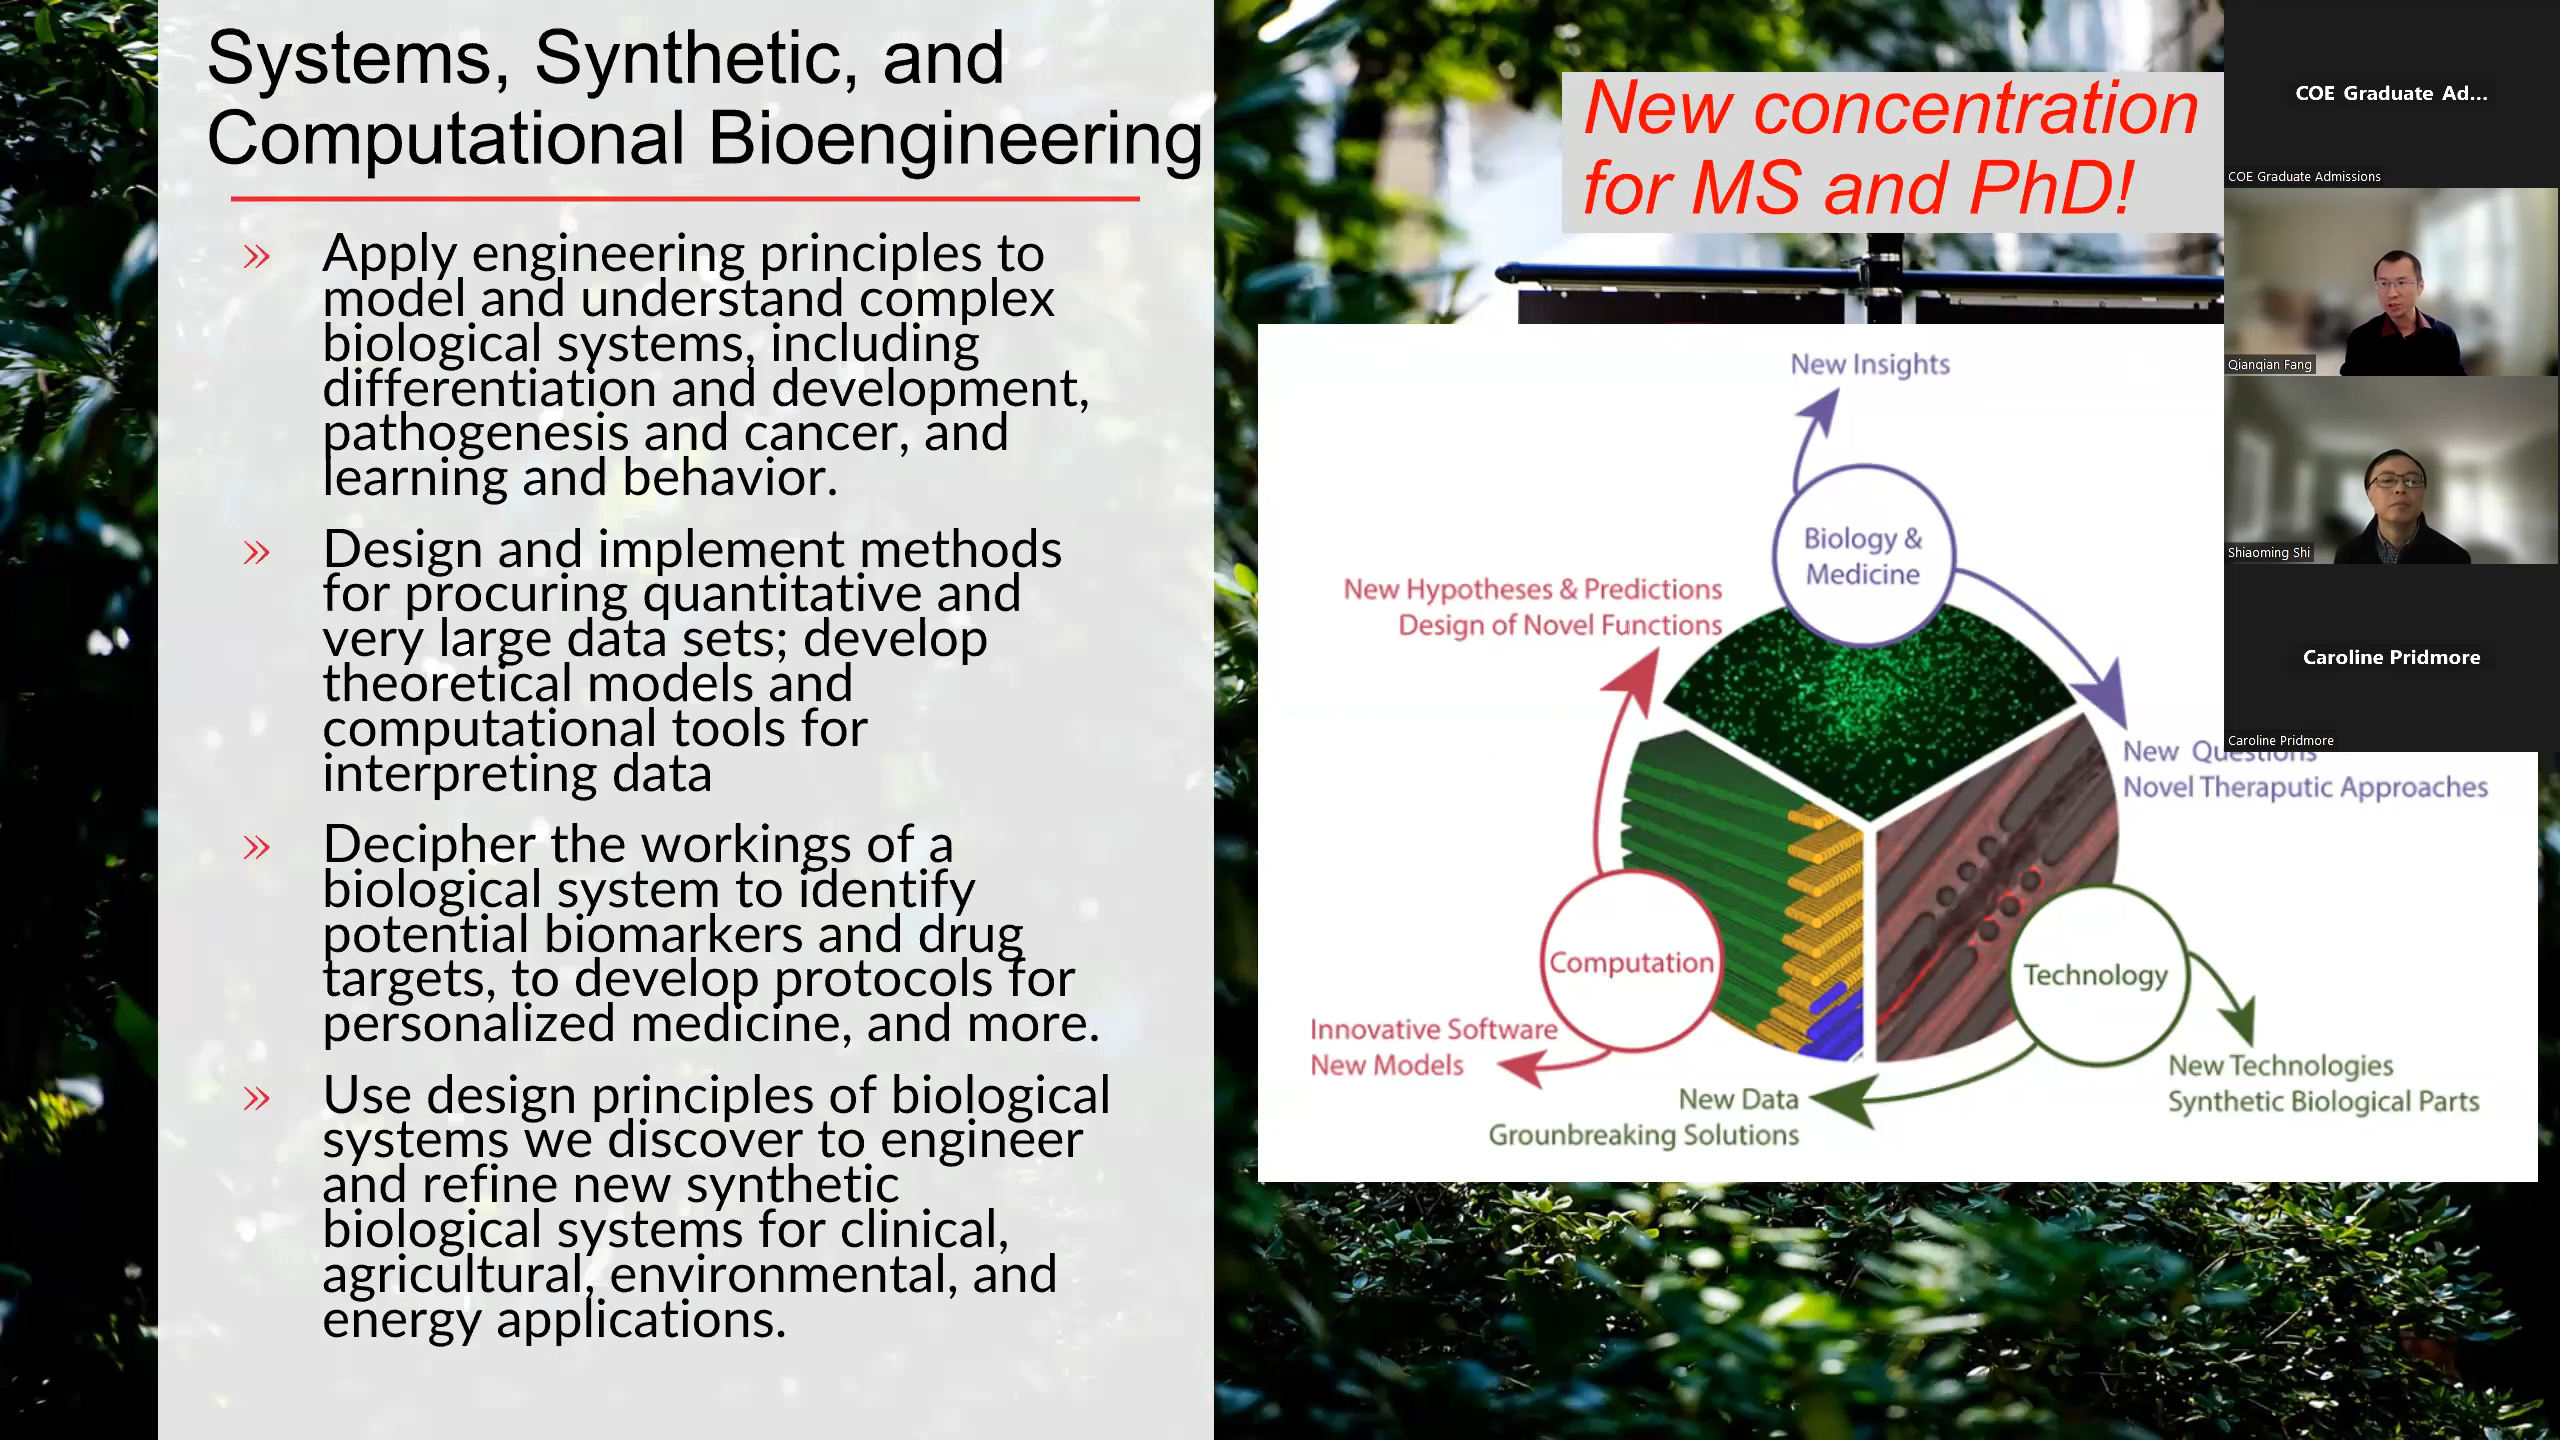 Systems, Synthetic, and
Computational Bioengineering
» Apply engineering principles to
model and understand complex
biological systems, including
differentiation and development,
pathogenesis and cancer, and
learning and behavior.
» Design and implement methods
for procuring quantitative and
very large data sets; develop
theoretical models and
computational tools for
interpreting data
» Decipher the workings of a
biological system to identify
potential biomarkers and drug
targets, to develop protocols for
personalized medicine, and more.
» Use design principles of biological
systems we discover to engineer
and refine new synthetic
biological systems for clinical,
agricultural, environmental, and
energy applications.
New concentration
for MS and PhD!
New Insights
Biology &
Medicine
New Hypotheses & Predictions
Design of Novel Functions
New Questions
Novel Theraputic Approaches
Computation
Technology
Innovative Software
New Models
New Data
Grounbreaking Solutions
New Technologies
Synthetic Biological Parts
COE Graduate Ad...
COE Graduate Admissions
Qianqian Fang
Shiaoming Shi
Caroline Pridmore
Caroline Pridmore